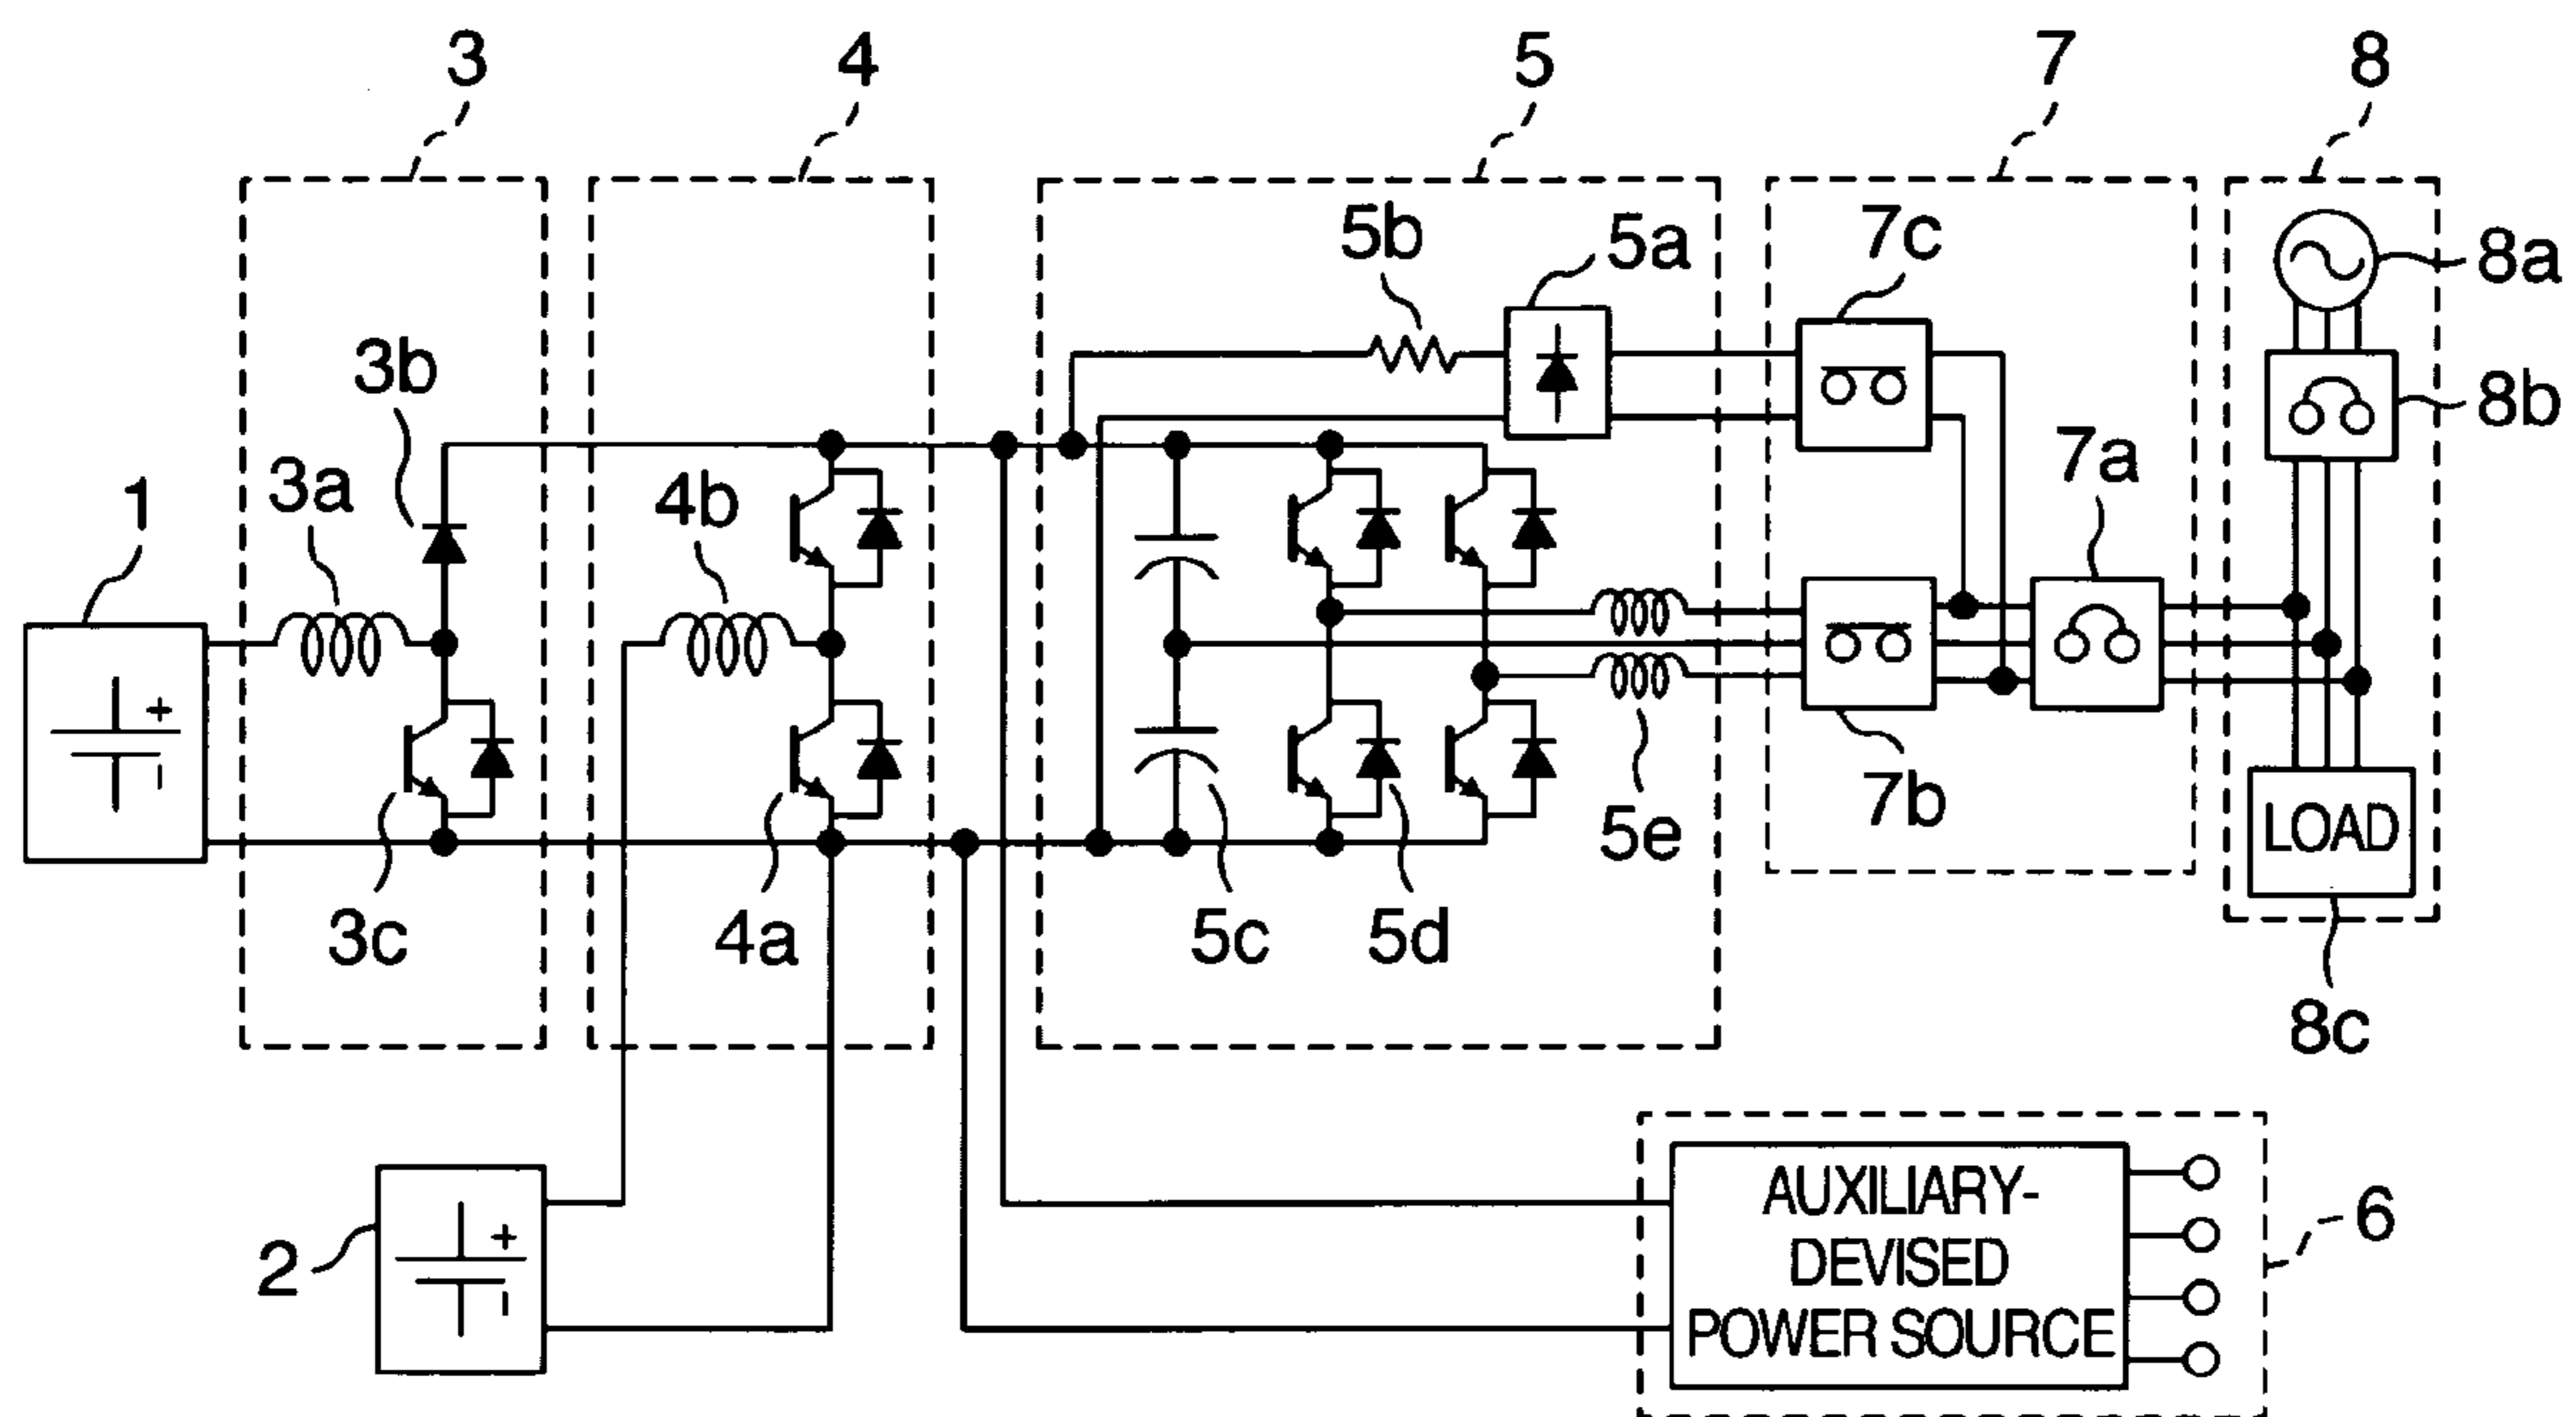 3
4
5
7
8
5b
5a
7c
8a
3b
8b
1
3a
4b
7a
+
−
3c
4a
5c
5d
5e
7b
LOAD
8c
2
+
−
AUXILIARY-
DEVISED
POWER SOURCE
6